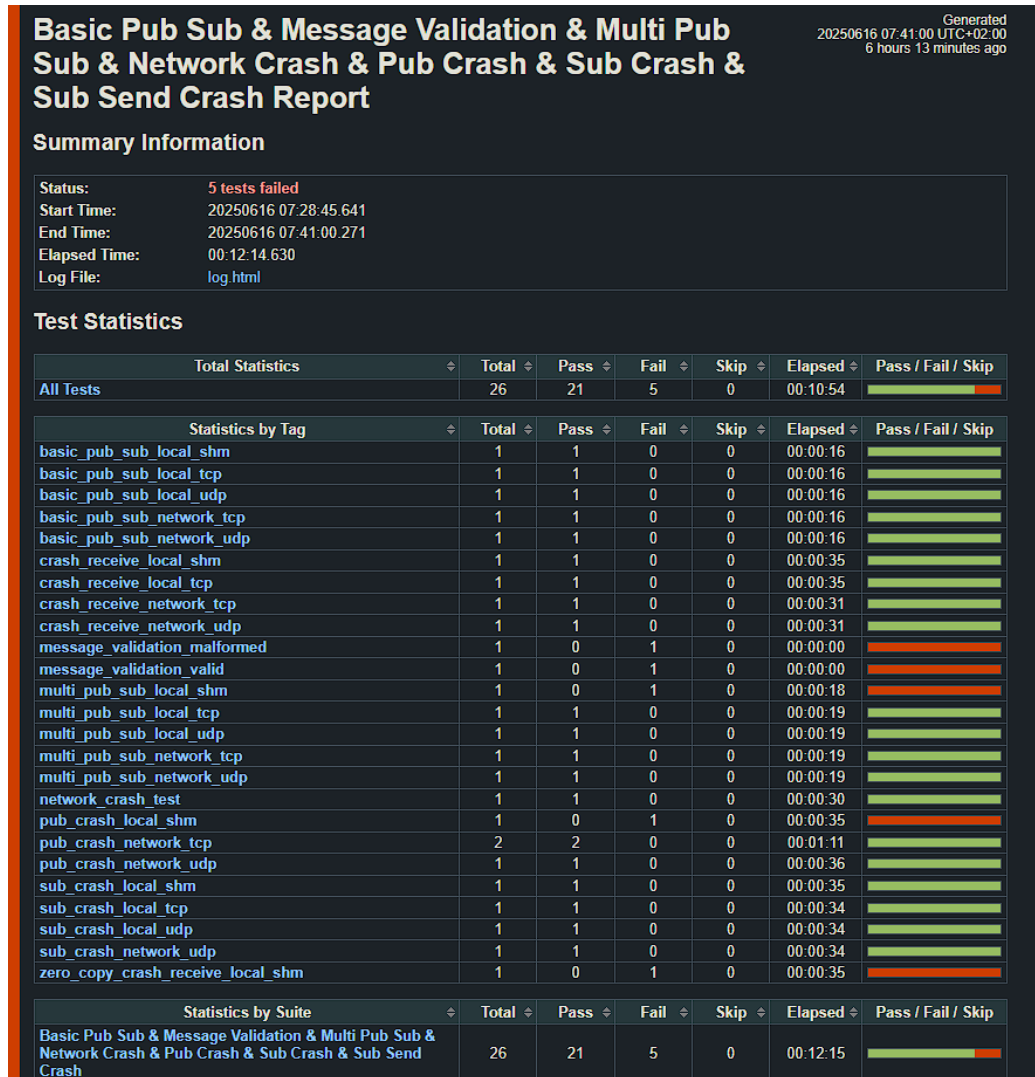 Basic Pub Sub & Message Validation & Multi Pub
Sub & Network Crash & Pub Crash & Sub Crash &
Sub Send Crash Report
Generated
20250616 07:41:00 UTC+02:00
6 hours 13 minutes ago
Summary Information
Status: 5 tests failed
Start Time: 20250616 07:28:45.641
End Time: 20250616 07:41:00.271
Elapsed Time: 00:12:14.630
Log File: log.html
Test Statistics
Total Statistics Total Pass Fail Skip Elapsed Pass / Fail / Skip
All Tests 26 21 5 0 00:10:54
Statistics by Tag Total Pass Fail Skip Elapsed Pass / Fail / Skip
basic_pub_sub_local_shm 1 1 0 0 00:00:16
basic_pub_sub_local_tcp 1 1 0 0 00:00:16
basic_pub_sub_local_udp 1 1 0 0 00:00:16
basic_pub_sub_network_tcp 1 1 0 0 00:00:16
basic_pub_sub_network_udp 1 1 0 0 00:00:16
crash_receive_local_shm 1 1 0 0 00:00:35
crash_receive_local_tcp 1 1 0 0 00:00:35
crash_receive_network_tcp 1 1 0 0 00:00:31
crash_receive_network_udp 1 1 0 0 00:00:31
message_validation_malformed 1 0 1 0 00:00:00
message_validation_valid 1 0 1 0 00:00:00
multi_pub_sub_local_shm 1 0 1 0 00:00:18
multi_pub_sub_local_tcp 1 1 0 0 00:00:19
multi_pub_sub_local_udp 1 1 0 0 00:00:19
multi_pub_sub_network_tcp 1 1 0 0 00:00:19
multi_pub_sub_network_udp 1 1 0 0 00:00:19
network_crash_test 1 1 0 0 00:00:30
pub_crash_local_shm 1 0 1 0 00:00:35
pub_crash_network_tcp 2 2 0 0 00:01:11
pub_crash_network_udp 1 1 0 0 00:00:36
sub_crash_local_shm 1 1 0 0 00:00:35
sub_crash_local_tcp 1 1 0 0 00:00:34
sub_crash_local_udp 1 1 0 0 00:00:34
sub_crash_network_udp 1 1 0 0 00:00:34
zero_copy_crash_receive_local_shm 1 0 1 0 00:00:35
Statistics by Suite Total Pass Fail Skip Elapsed Pass / Fail / Skip
Basic Pub Sub & Message Validation & Multi Pub Sub &
Network Crash & Pub Crash & Sub Crash & Sub Send 26 21 5 0 00:12:15
Crash